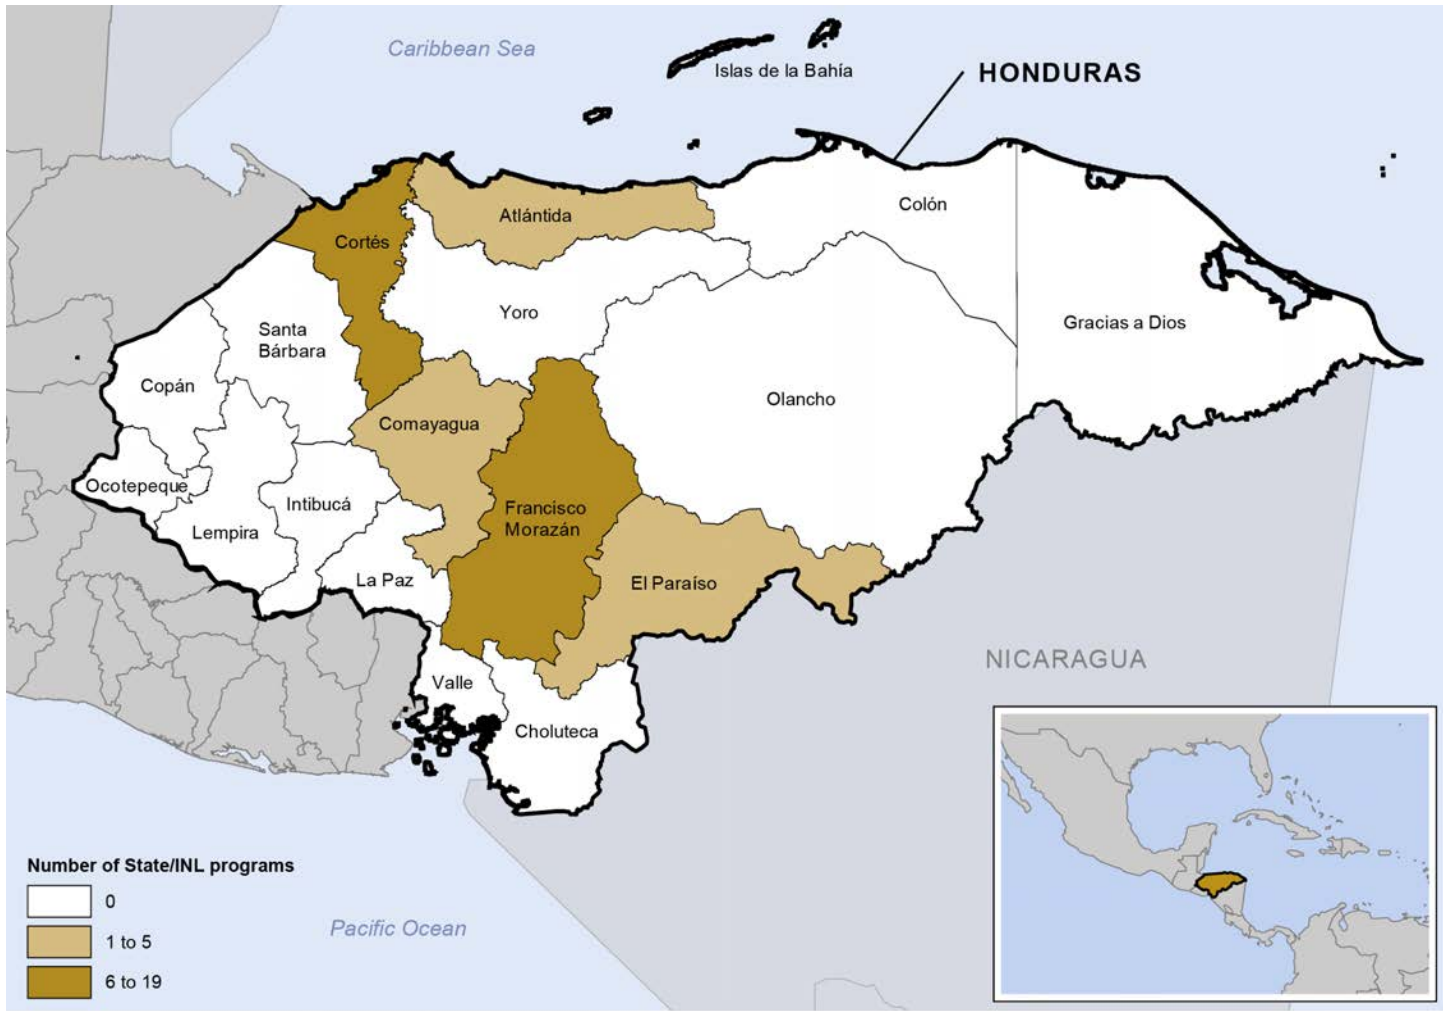 Caribbean Sea
Islas de la Bahía
HONDURAS
Atlántida
Colón
Cortés
Yoro
Gracias a Dios
Santa
Bárbara
Copán
Olancho
Comayagua
Ocotepeque
Intibucá
Francisco
Morazán
Lempira
La Paz
El Paraíso
NICARAGUA
Valle
Choluteca
Number of State/INL programs
0
1 to 5
6 to 19
Pacific Ocean